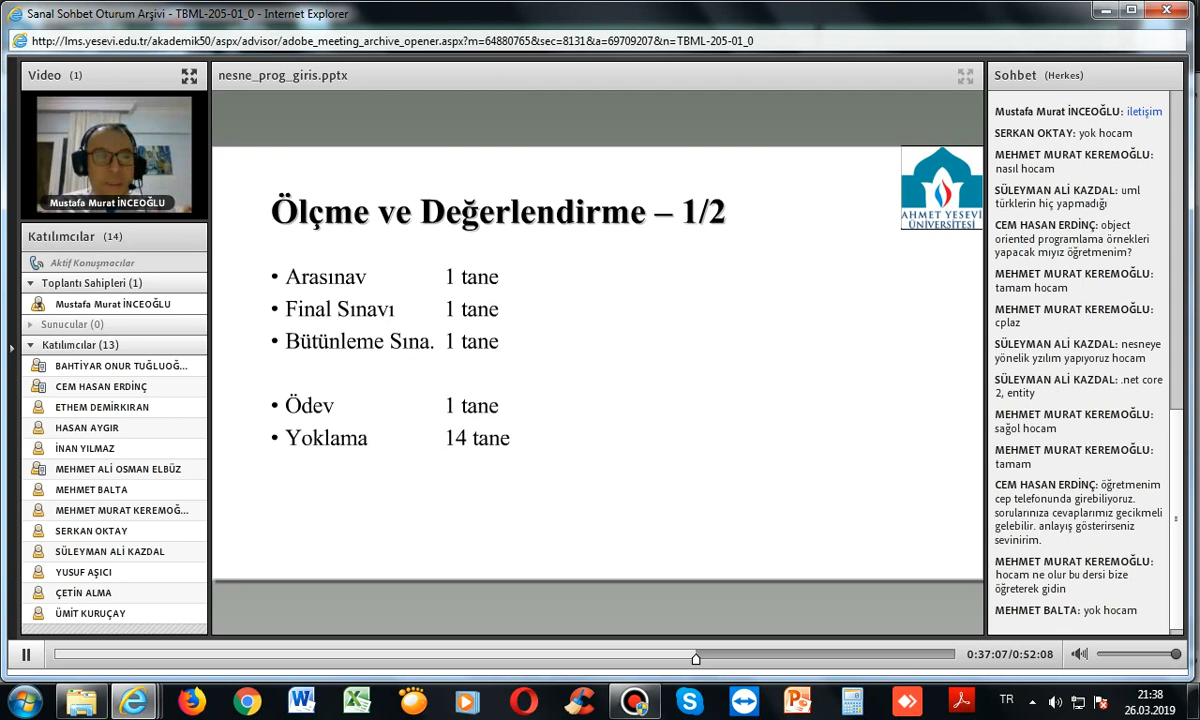 Sanal Sohbet Oturum Arşivi - TBML-205-01_0 - Internet Explorer
http://lms.yesevi.edu.tr/akademik50/aspx/advisor/adobe_meeting_archive_opener.aspx?m=64880765&sec=8131&a=69709207&n=TBML-205-01_0
Video (1)
Mustafa Murat İNCEOĞLU
Katılımcılar (14)
Aktif Konuşmacılar
Toplantı Sahipleri (1)
Mustafa Murat İNCEOĞLU
Sunucular (0)
Katılımcılar (13)
BAHTİYAR ONUR TUĞLUOĞ...
CEM HASAN ERDİNÇ
ETHEM DEMİRKIRAN
HASAN AYGIR
İNAN YILMAZ
MEHMET ALİ OSMAN ELBÜZ
MEHMET BALTA
MEHMET MURAT KEREMOĞ...
SERKAN OKTAY
SÜLEYMAN ALİ KAZDAL
YUSUF AŞICI
ÇETİN ALMA
ÜMİT KURUÇAY
nesne_prog_giris.pptx
AHMET YESEVİ
ÜNİVERSİTESİ
Ölçme ve Değerlendirme – 1/2
• Arasınav 1 tane
• Final Sınavı 1 tane
• Bütünleme Sına. 1 tane
• Ödev 1 tane
• Yoklama 14 tane
Sohbet (Herkes)
Mustafa Murat İNCEOĞLU: iletişim
SERKAN OKTAY: yok hocam
MEHMET MURAT KEREMOĞLU:
nasıl hocam
SÜLEYMAN ALİ KAZDAL: uml
türklerin hiç yapmadığı
CEM HASAN ERDİNÇ: object
oriented programlama örnekleri
yapacak mıyız öğretmenim?
MEHMET MURAT KEREMOĞLU:
tamam hocam
MEHMET MURAT KEREMOĞLU:
cplaz
SÜLEYMAN ALİ KAZDAL: nesneye
yönelik yzılım yapıyoruz hocam
SÜLEYMAN ALİ KAZDAL: .net core
2, entity
MEHMET MURAT KEREMOĞLU:
sağol hocam
MEHMET MURAT KEREMOĞLU:
tamam
CEM HASAN ERDİNÇ: öğretmenim
cep telefonunda girebiliyoruz.
sorularınıza cevaplarımız gecikmeli
gelebilir. anlayış gösterirseniz
sevinirim.
MEHMET MURAT KEREMOĞLU:
hocam ne olur bu dersi bize
öğreterek gidin
MEHMET BALTA: yok hocam
0:37:07/0:52:08
TR
21:38
26.03.2019